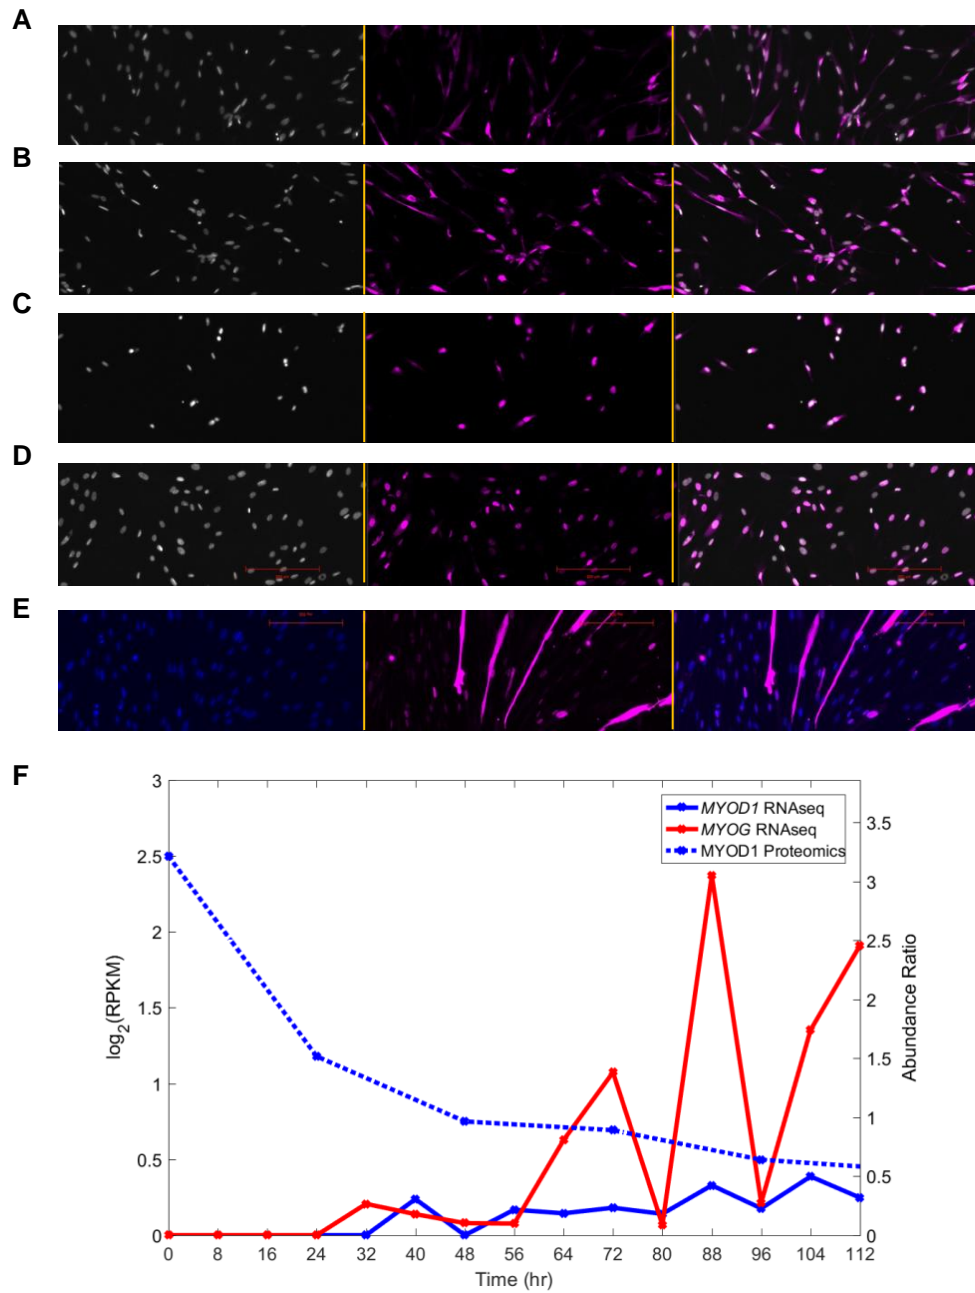 A
B
C
D
E
F
3
2.5
2
1.5
1
0.5
0
log2(RPKM)
MYOD1 RNAseq
MYOG RNAseq
MYOD1 Proteomics
3.5
3
2.5
2
1.5
1
0.5
0
Abundance Ratio
0 8 16 24 32 40 48 56 64 72 80 88 96 104 112
Time (hr)